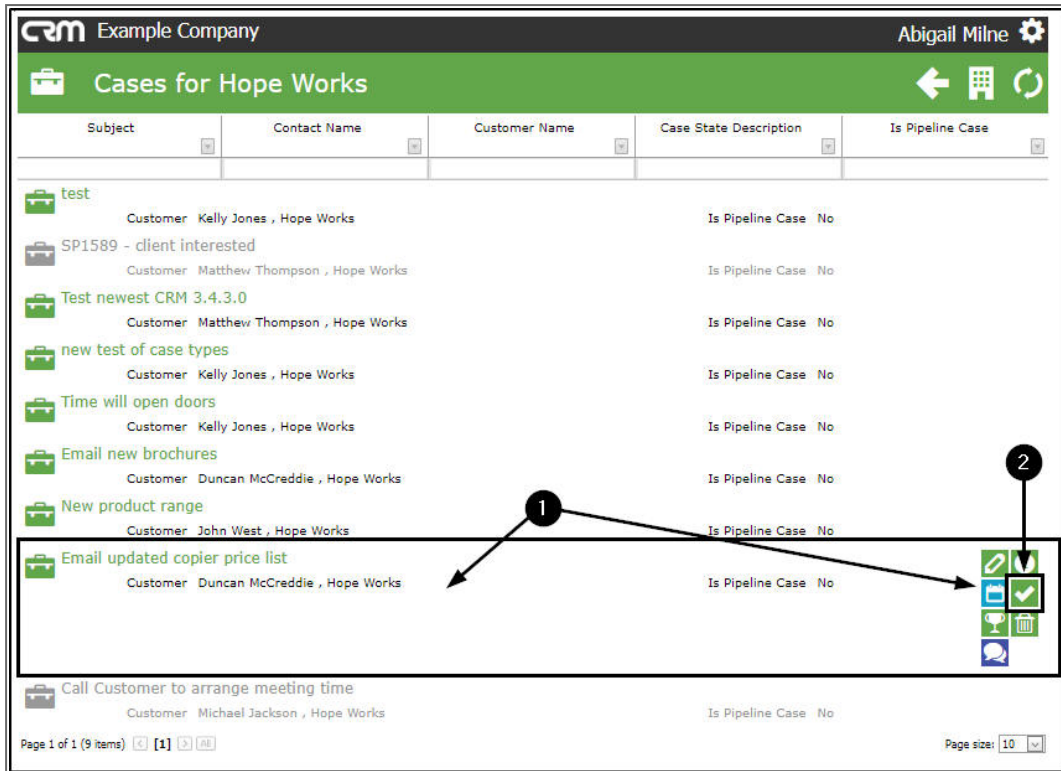 CRM Example Company Abigail Milne
Cases for Hope Works
Subject Contact Name Customer Name Case State Description Is Pipeline Case
test
Customer Kelly Jones , Hope Works Is Pipeline Case No
SP1589 - client interested
Customer Matthew Thompson , Hope Works Is Pipeline Case No
Test newest CRM 3.4.3.0
Customer Matthew Thompson , Hope Works Is Pipeline Case No
new test of case types
Customer Kelly Jones , Hope Works Is Pipeline Case No
Time will open doors
Customer Kelly Jones , Hope Works Is Pipeline Case No
Email new brochures
2
Customer Duncan McCreddie , Hope Works Is Pipeline Case No
New product range
1
Customer John West , Hope Works Is Pipeline Case No
Email updated copier price list
Customer Duncan McCreddie , Hope Works Is Pipeline Case No
Call Customer to arrange meeting time
Customer Michael Jackson , Hope Works Is Pipeline Case No
Page 1 of 1 (9 items) [1] All Page size: 10